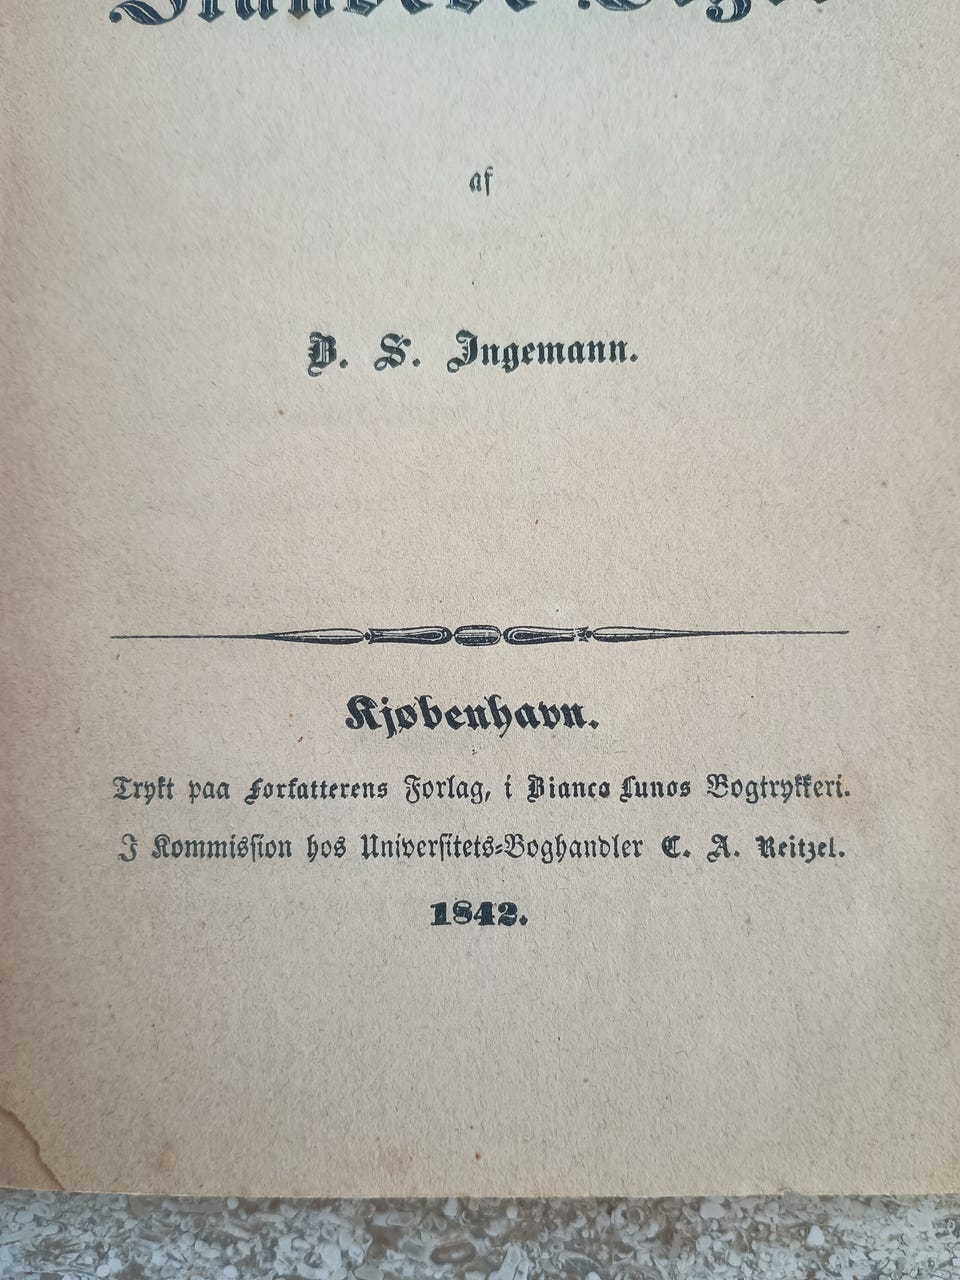 af
B. S. Ingemann.
Kjøbenhavn.
Trykt paa Forfatterens Forlag, i Bianco Lunos Bogtrykkeri.
I Kommission hos Universitets-Boghandler C. A. Reitzel.
1842.